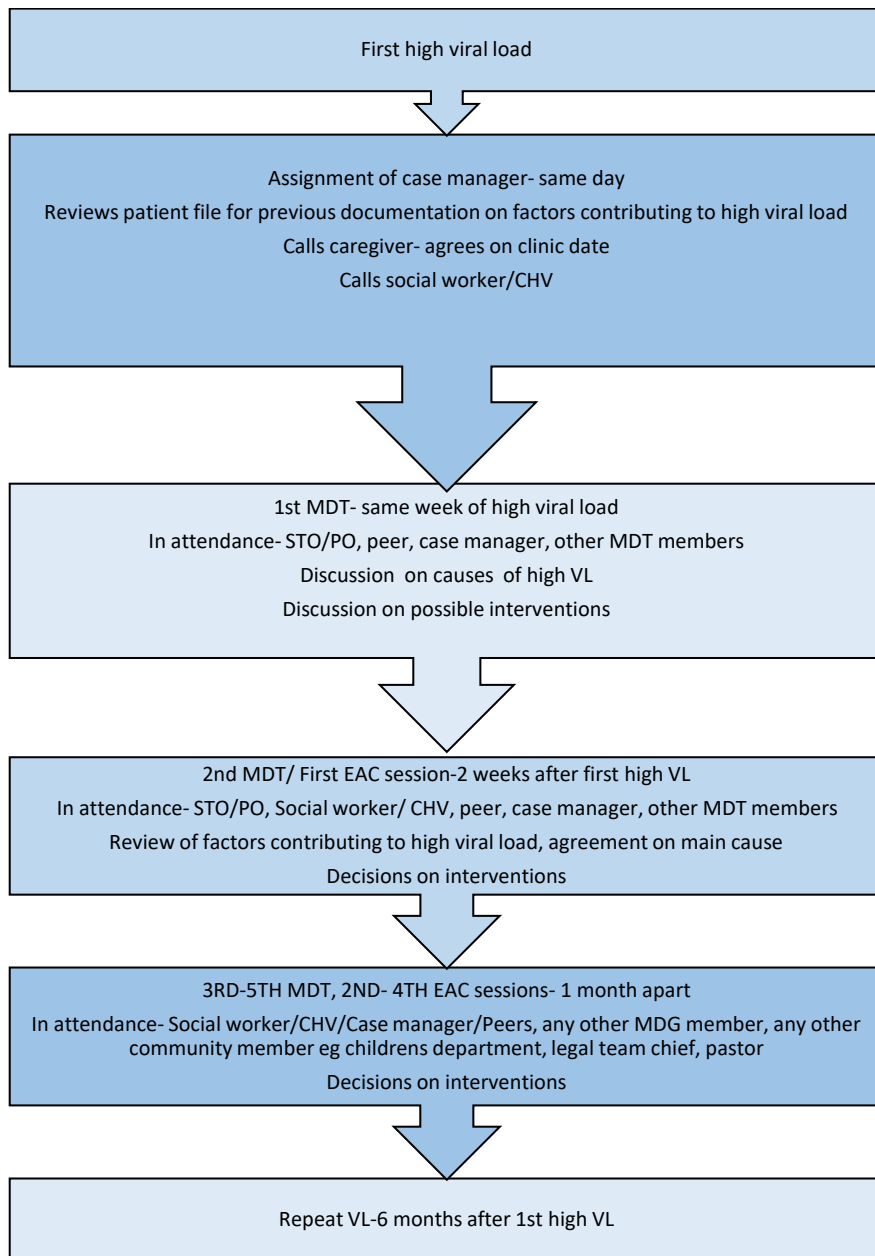 First high viral load
Assignment of case manager- same day
Reviews patient file for previous documentation on factors contributing to high viral load
Calls caregiver- agrees on clinic date
Calls social worker/CHV
1st MDT- same week of high viral load
In attendance- STO/PO, peer, case manager, other MDT members
Discussion  on causes  of high VL
Discussion on possible interventions
2nd MDT/ First EAC session-2 weeks after first high VL
In attendance- STO/PO, Social worker/ CHV, peer, case manager, other MDT members
Review of factors contributing to high viral load, agreement on main cause
Decisions on interventions
3RD-5TH MDT, 2ND- 4TH EAC sessions- 1 month apart
In attendance- Social worker/CHV/Case manager/Peers, any other MDG member, any other
community member eg childrens department, legal team chief, pastor
Decisions on interventions
Repeat VL-6 months after 1st high VL